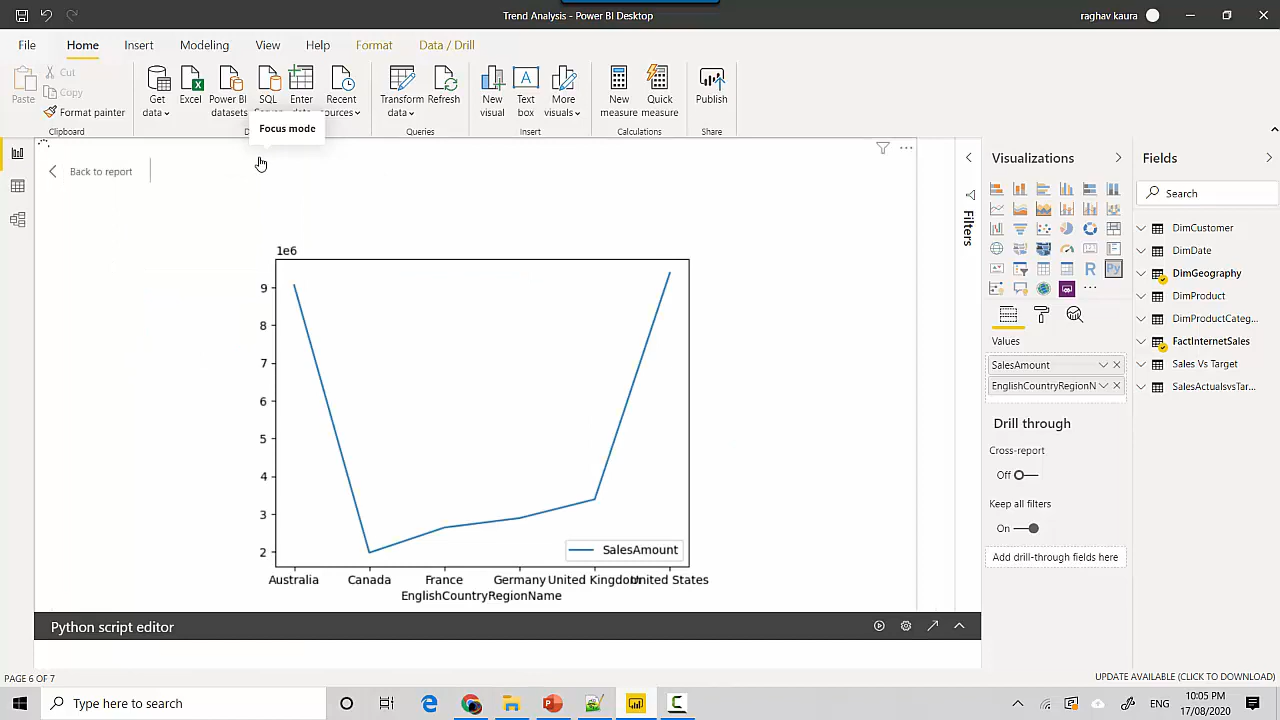 Trend Analysis - Power BI Desktop
raghav kaura
File Home Insert Modeling View Help Format Data / Drill
Paste
Cut
Copy
Format painter
Clipboard
Get data
Excel
Power BI datasets
SQL
Enter
Recent
Transform data
Refresh
Queries
New visual
Text box
More visuals
Insert
New measure
Quick measure
Calculations
Publish
Share
Focus mode
Back to report
1e6
9
8
7
6
5
4
3
2
SalesAmount
Australia Canada France Germany United Kingdom United States
EnglishCountryRegionName
Python script editor
Filters
Visualizations
R
Py
Values
SalesAmount
EnglishCountryRegionN
Drill through
Cross-report
Off
Keep all filters
On
Add drill-through fields here
Fields
Search
DimCustomer
DimDate
DimGeography
DimProduct
DimProductCateg...
FactInternetSales
Sales Vs Target
SalesActualsvsTar...
PAGE 6 OF 7
UPDATE AVAILABLE (CLICK TO DOWNLOAD)
Type here to search
ENG
10:05 PM
17/08/2020